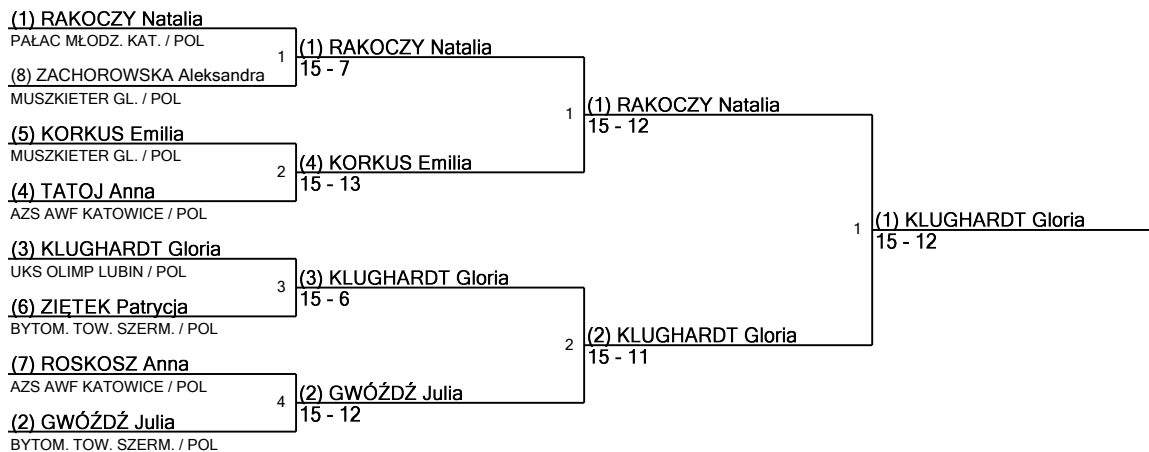 (1) RAKOCZY Natalia
PAŁAC MŁODZ. KAT. / POL
(8) ZACHOROWSKA Aleksandra
MUSZKIETER GL. / POL
(5) KORKUS Emilia
MUSZKIETER GL. / POL
(4) TATOJ Anna
AZS AWF KATOWICE / POL
(3) KLUGHARDT Gloria
UKS OLIMP LUBIN / POL
(6) ZIĘTEK Patrycja
BYTOM. TOW. SZERM. / POL
(7) ROSKOSZ Anna
AZS AWF KATOWICE / POL
(2) GWÓŹDŹ Julia
BYTOM. TOW. SZERM. / POL
1
(1) RAKOCZY Natalia
15 - 7
2
(4) KORKUS Emilia
15 - 13
3
(3) KLUGHARDT Gloria
15 - 6
4
(2) GWÓŹDŹ Julia
15 - 12
1
(1) RAKOCZY Natalia
15 - 12
2
(2) KLUGHARDT Gloria
15 - 11
1
(1) KLUGHARDT Gloria
15 - 12